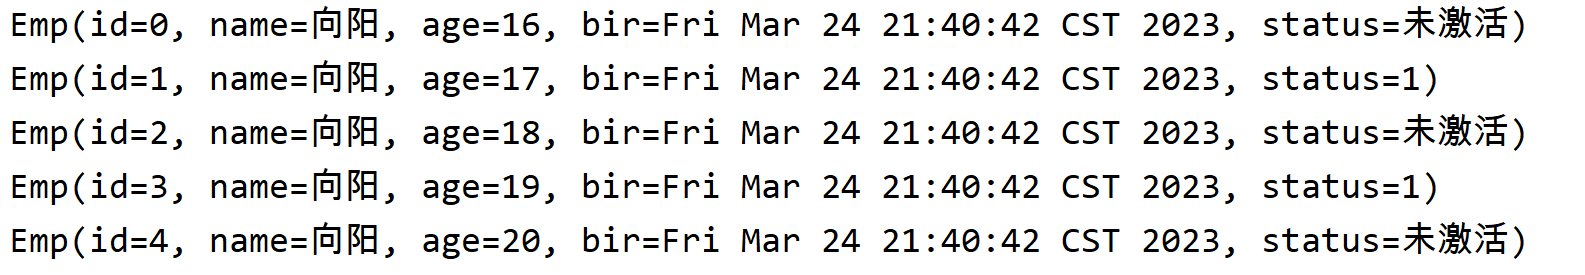 Emp(id=0, name=向阳, age=16, bir=Fri Mar 24 21:40:42 CST 2023, status=未激活)
Emp(id=1, name=向阳, age=17, bir=Fri Mar 24 21:40:42 CST 2023, status=1)
Emp(id=2, name=向阳, age=18, bir=Fri Mar 24 21:40:42 CST 2023, status=未激活)
Emp(id=3, name=向阳, age=19, bir=Fri Mar 24 21:40:42 CST 2023, status=1)
Emp(id=4, name=向阳, age=20, bir=Fri Mar 24 21:40:42 CST 2023, status=未激活)